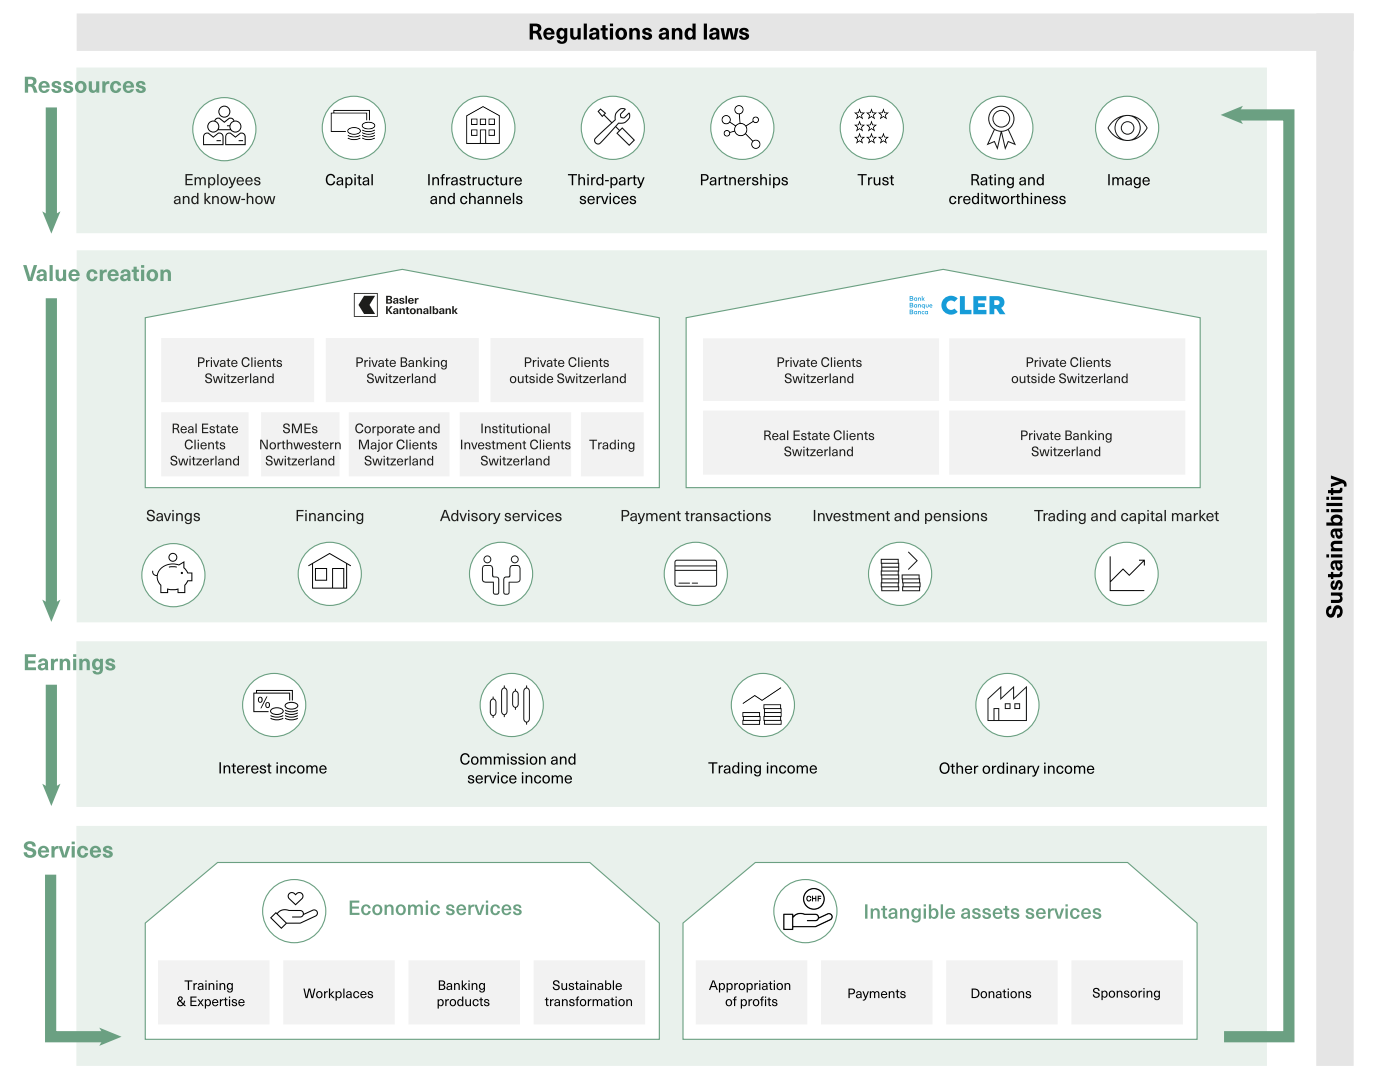 Regulations and laws
Sustainability
Ressources
Employees
and know-how
Capital
Infrastructure
and channels
Third-party
services
Partnerships
Trust
Rating and
creditworthiness
Image
Value creation
Basler
Kantonalbank
Private Clients
Switzerland
Private Banking
Switzerland
Private Clients
outside Switzerland
Real Estate
Clients
Switzerland
SMEs
Northwestern
Switzerland
Corporate and
Major Clients
Switzerland
Institutional
Investment Clients
Switzerland
Trading
Bank
Banque
Banca
CLER
Private Clients
Switzerland
Private Clients
outside Switzerland
Real Estate Clients
Switzerland
Private Banking
Switzerland
Savings
Financing
Advisory services
Payment transactions
Investment and pensions
Trading and capital market
Earnings
%
Interest income
Commission and
service income
Trading income
Other ordinary income
Services
Economic services
Training
& Expertise
Workplaces
Banking
products
Sustainable
transformation
CHF
Intangible assets services
Appropriation
of profits
Payments
Donations
Sponsoring